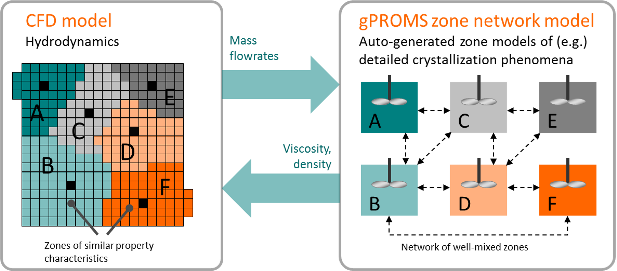 CFD model
Hydrodynamics
A
E
C
D
B
F
Zones of similar property
characteristics
Mass
flowrates
Viscosity,
density
gPROMS zone network model
Auto-generated zone models of (e.g.)
detailed crystallization phenomena
A
C
E
B
D
F
Network of well-mixed zones